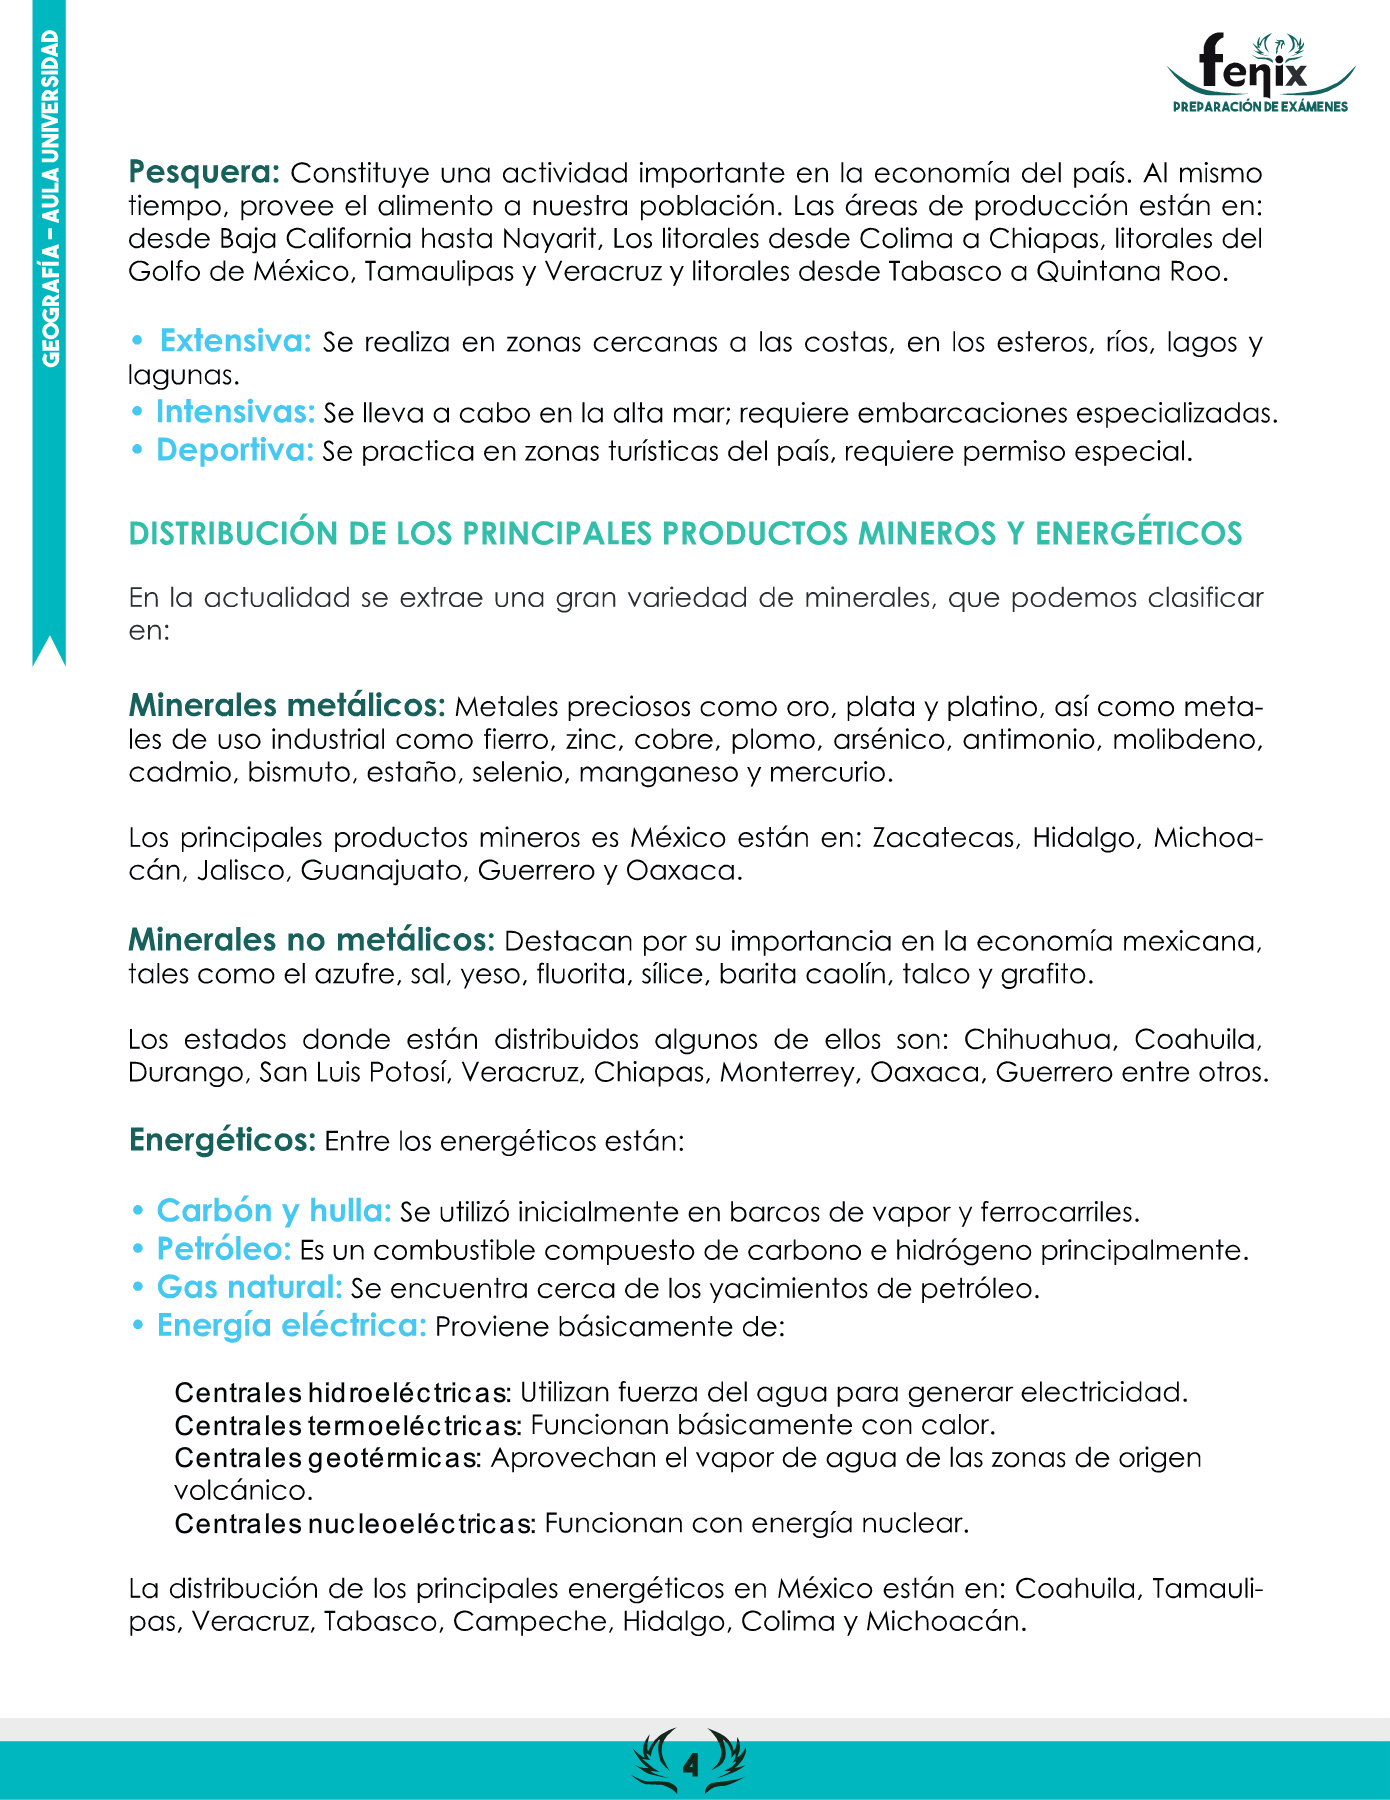 GEOGRAFÍA – AULA UNIVERSIDAD
fenix
PREPARACIÓN DE EXÁMENES
Pesquera: Constituye una actividad importante en la economía del país. Al mismo
tiempo, provee el alimento a nuestra población. Las áreas de producción están en:
desde Baja California hasta Nayarit, Los litorales desde Colima a Chiapas, litorales del
Golfo de México, Tamaulipas y Veracruz y litorales desde Tabasco a Quintana Roo.
• Extensiva: Se realiza en zonas cercanas a las costas, en los esteros, ríos, lagos y
lagunas.
• Intensivas: Se lleva a cabo en la alta mar; requiere embarcaciones especializadas.
• Deportiva: Se practica en zonas turísticas del país, requiere permiso especial.
DISTRIBUCIÓN DE LOS PRINCIPALES PRODUCTOS MINEROS Y ENERGÉTICOS
En la actualidad se extrae una gran variedad de minerales, que podemos clasificar
en:
Minerales metálicos: Metales preciosos como oro, plata y platino, así como meta-
les de uso industrial como fierro, zinc, cobre, plomo, arsénico, antimonio, molibdeno,
cadmio, bismuto, estaño, selenio, manganeso y mercurio.
Los principales productos mineros es México están en: Zacatecas, Hidalgo, Michoa-
cán, Jalisco, Guanajuato, Guerrero y Oaxaca.
Minerales no metálicos: Destacan por su importancia en la economía mexicana,
tales como el azufre, sal, yeso, fluorita, sílice, barita caolín, talco y grafito.
Los estados donde están distribuidos algunos de ellos son: Chihuahua, Coahuila,
Durango, San Luis Potosí, Veracruz, Chiapas, Monterrey, Oaxaca, Guerrero entre otros.
Energéticos: Entre los energéticos están:
• Carbón y hulla: Se utilizó inicialmente en barcos de vapor y ferrocarriles.
• Petróleo: Es un combustible compuesto de carbono e hidrógeno principalmente.
• Gas natural: Se encuentra cerca de los yacimientos de petróleo.
• Energía eléctrica: Proviene básicamente de:
Centrales hidroeléctricas: Utilizan fuerza del agua para generar electricidad.
Centrales termoeléctricas: Funcionan básicamente con calor.
Centrales geotérmicas: Aprovechan el vapor de agua de las zonas de origen
volcánico.
Centrales nucleoeléctricas: Funcionan con energía nuclear.
La distribución de los principales energéticos en México están en: Coahuila, Tamauli-
pas, Veracruz, Tabasco, Campeche, Hidalgo, Colima y Michoacán.
4